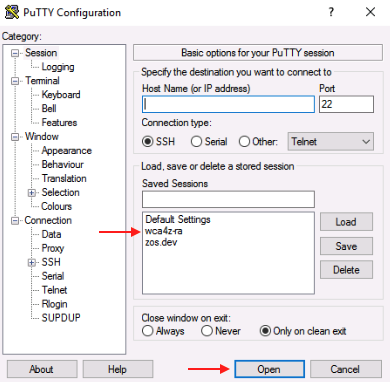 PuTTY Configuration
?
×
Category:
Session
Logging
Terminal
Keyboard
Bell
Features
Window
Appearance
Behaviour
Translation
Selection
Colours
Connection
Data
Proxy
SSH
Serial
Telnet
Rlogin
SUPDUP
Basic options for your PuTTY session
Specify the destination you want to connect to
Host Name (or IP address) Port
22
Connection type:
SSH Serial Other: Telnet
Load, save or delete a stored session
Saved Sessions
Default Settings
wca4z-ra
zos.dev
Load
Save
Delete
Close window on exit:
Always Never Only on clean exit
About Help Open Cancel